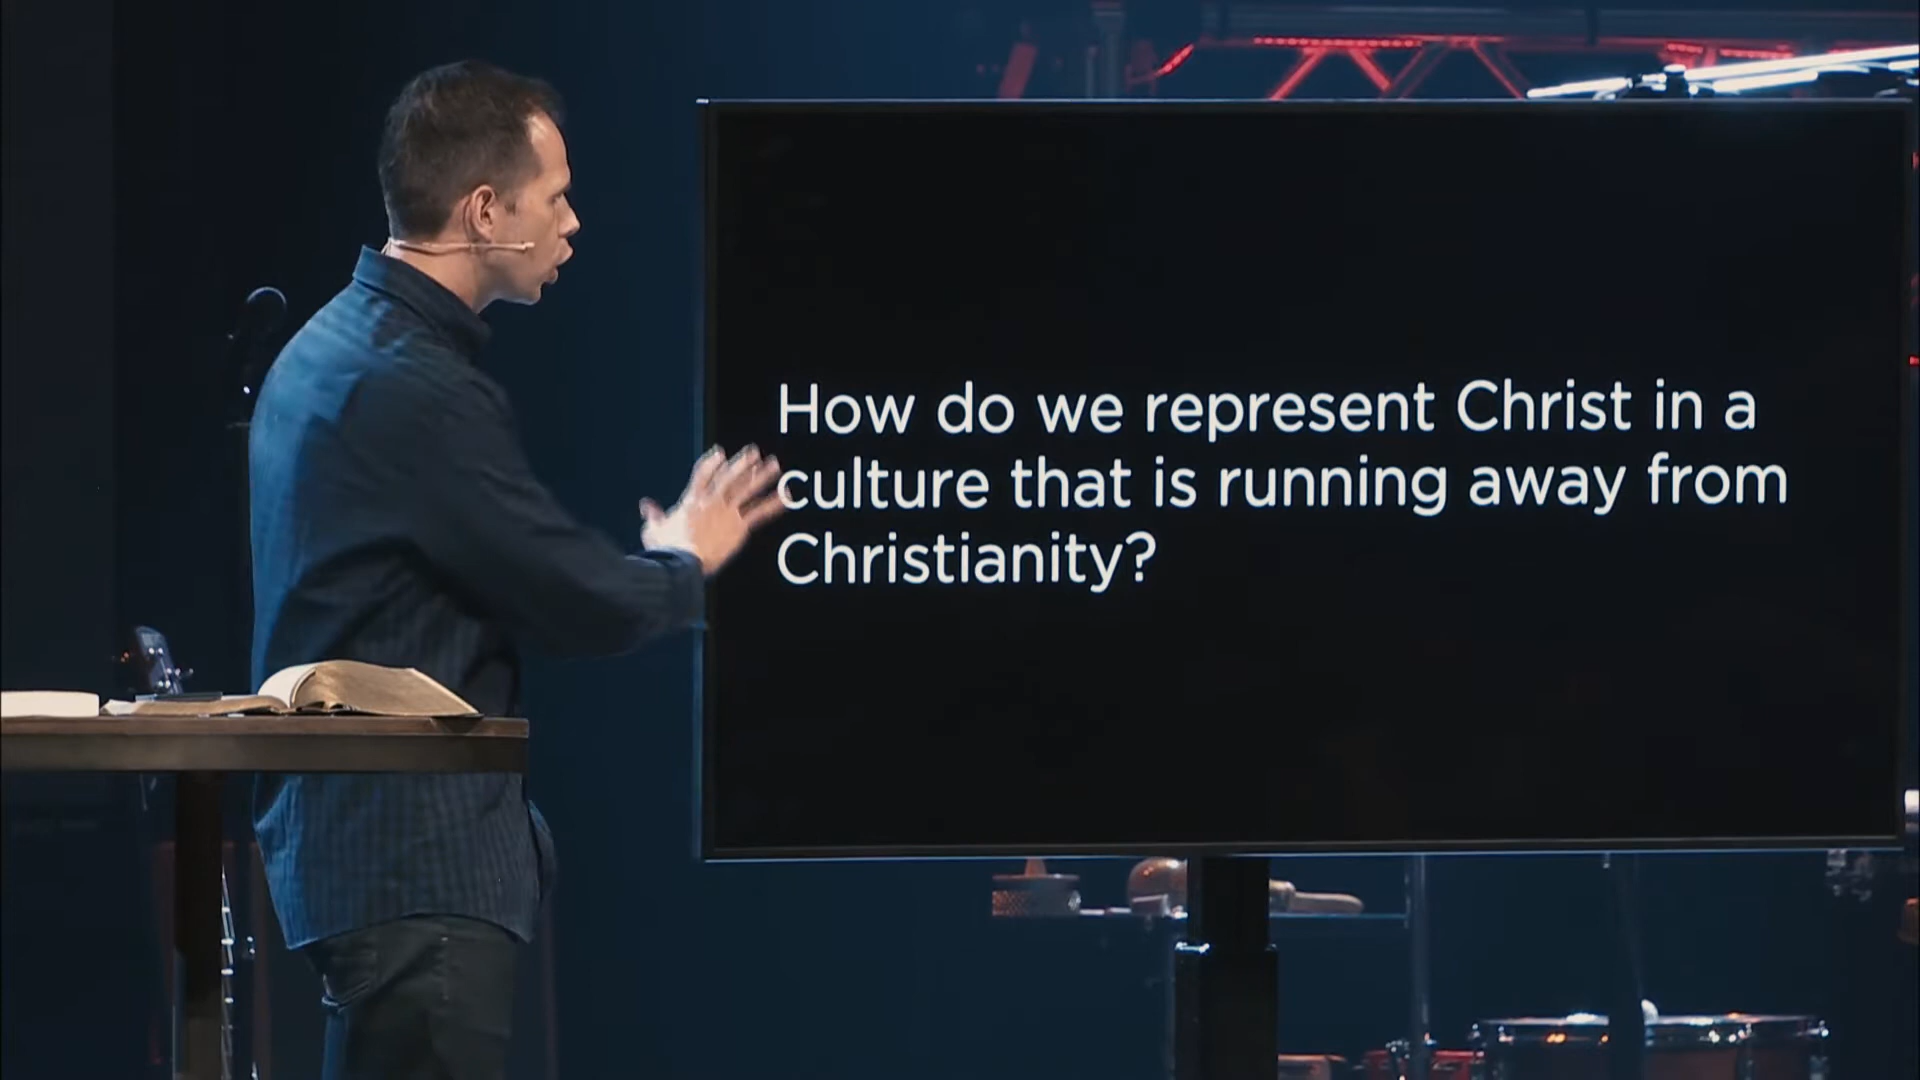 How do we represent Christ in a
culture that is running away from
Christianity?